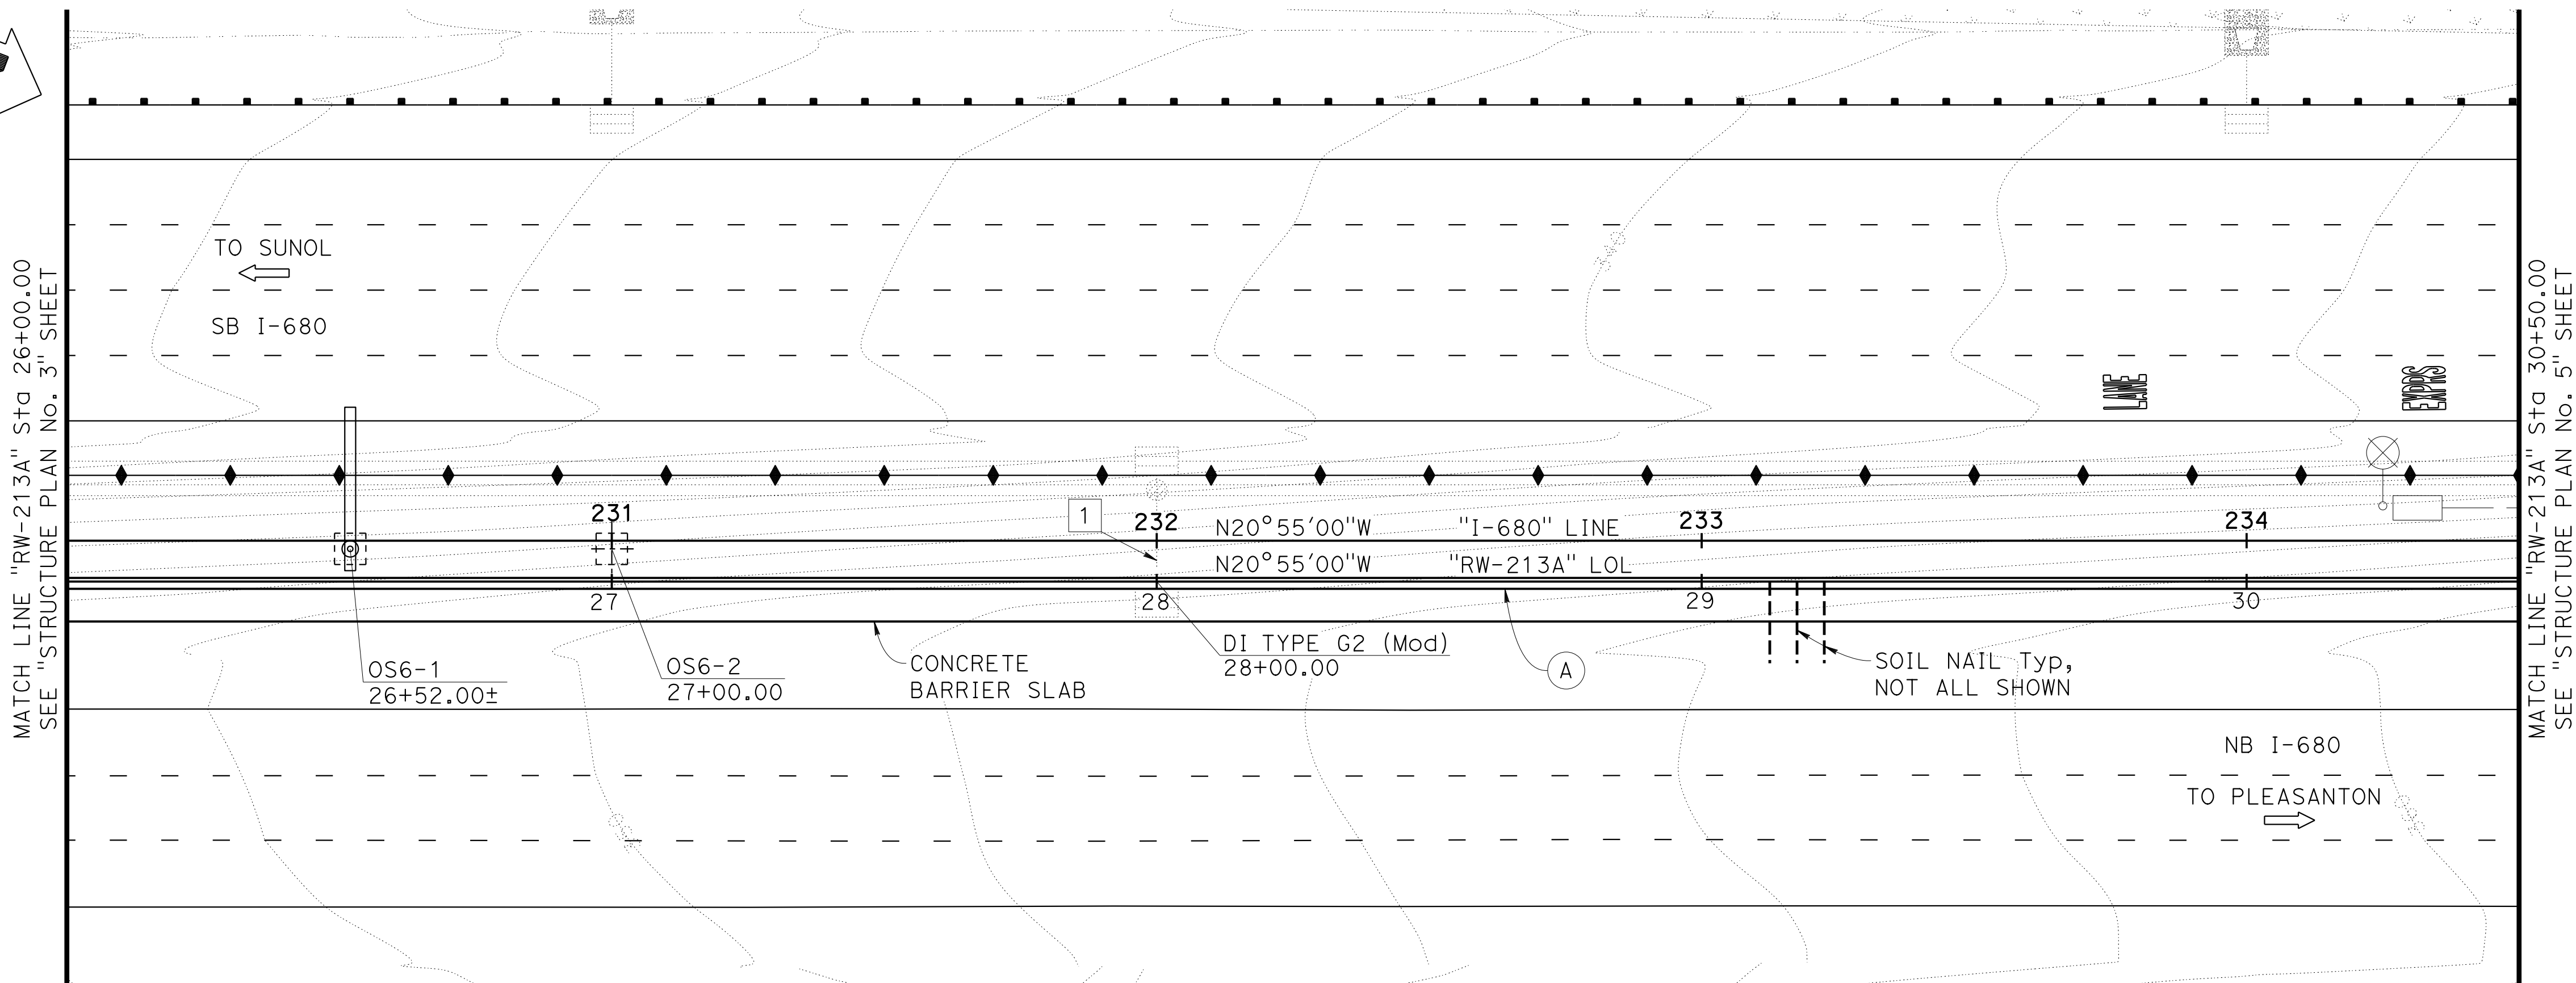 MATCH LINE "RW-213A" Sta 26+00.00
SEE "STRUCTURE PLAN No. 3" SHEET
TO SUNOL
SB I-680
LANE
EXPRS
231
1
232
N20°55'00"W
"I-680" LINE
233
234
N20°55'00"W
"RW-213A" LOL
27
28
29
30
OS6-1
26+52.00±
OS6-2
27+00.00
CONCRETE
BARRIER SLAB
DI TYPE G2 (Mod)
28+00.00
A
SOIL NAIL Typ,
NOT ALL SHOWN
NB I-680
TO PLEASANTON
MATCH LINE "RW-213A" Sta 30+50.00
SEE "STRUCTURE PLAN No. 5" SHEET